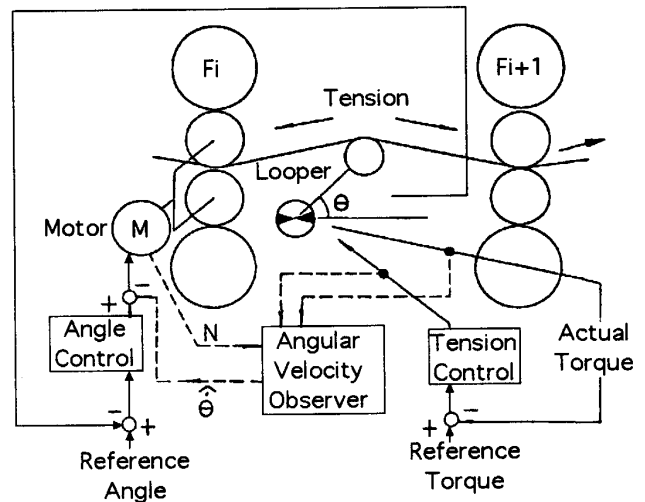 Fi
Fi+1
Tension
Looper
θ
Motor
M
+
−
N
Angle
Control
Angular
Velocity
Observer
Tension
Control
Actual
Torque
θ̂
−
+
Reference
Angle
+
−
Reference
Torque